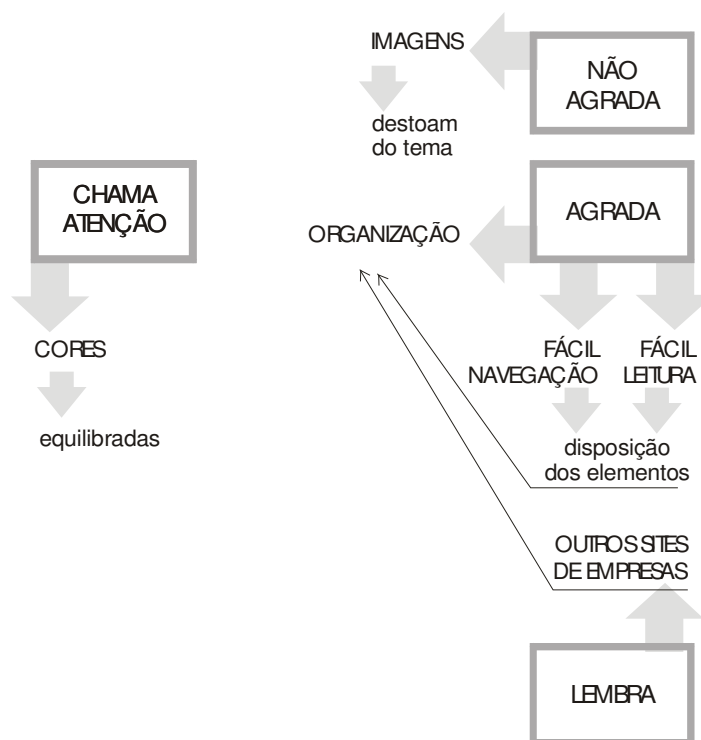 IMAGENS
NÃO
AGRADA
destoam
do tema
CHAMA
ATENÇÃO
AGRADA
ORGANIZAÇÃO
CORES
FÁCIL
NAVEGAÇÃO
FÁCIL
LEITURA
equilibradas
disposição
dos elementos
OUTROS SITES
DE EMPRESAS
LEMBRA